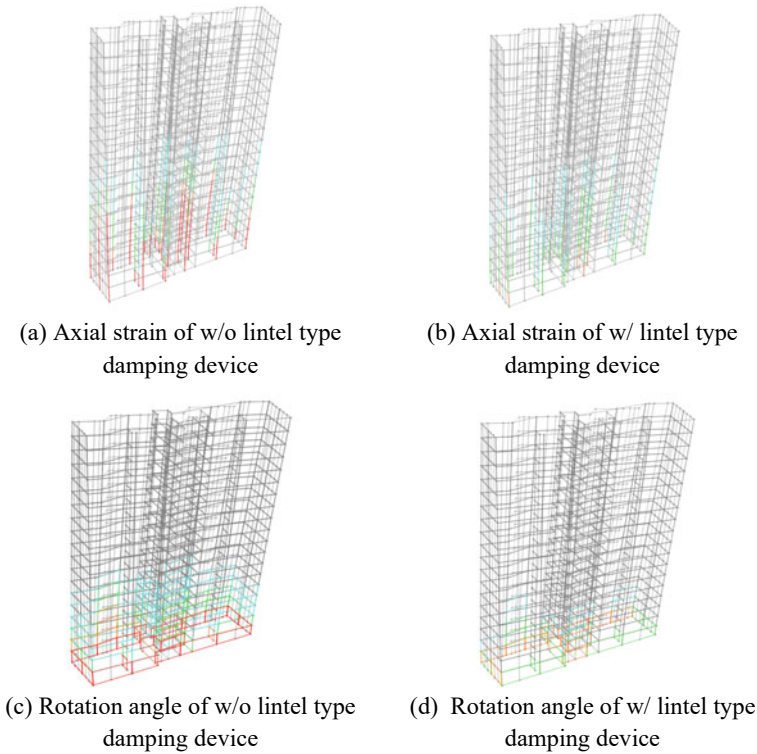 (a) Axial strain of w/o lintel type
damping device
(b) Axial strain of w/ lintel type
damping device
(c) Rotation angle of w/o lintel type
damping device
(d) Rotation angle of w/ lintel type
damping device